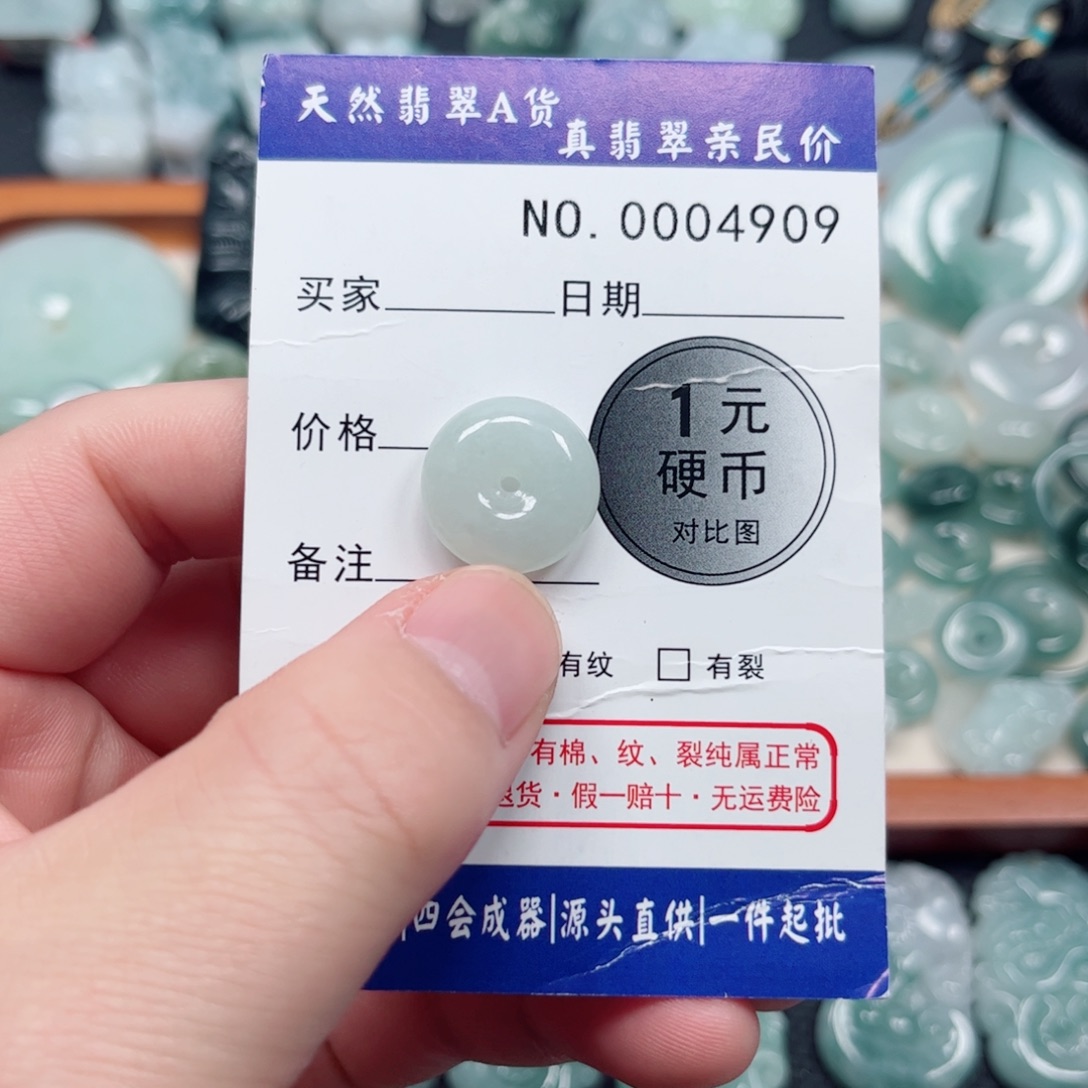 天然翡翠A货
真翡翠亲民价
NO. 0004909
买家 日期
价格
1元
硬币
对比图
备注
有纹 □ 有裂
有棉、纹、裂纯属正常
退货·假一赔十·无运费险
四会成器|源头直供|一件起批